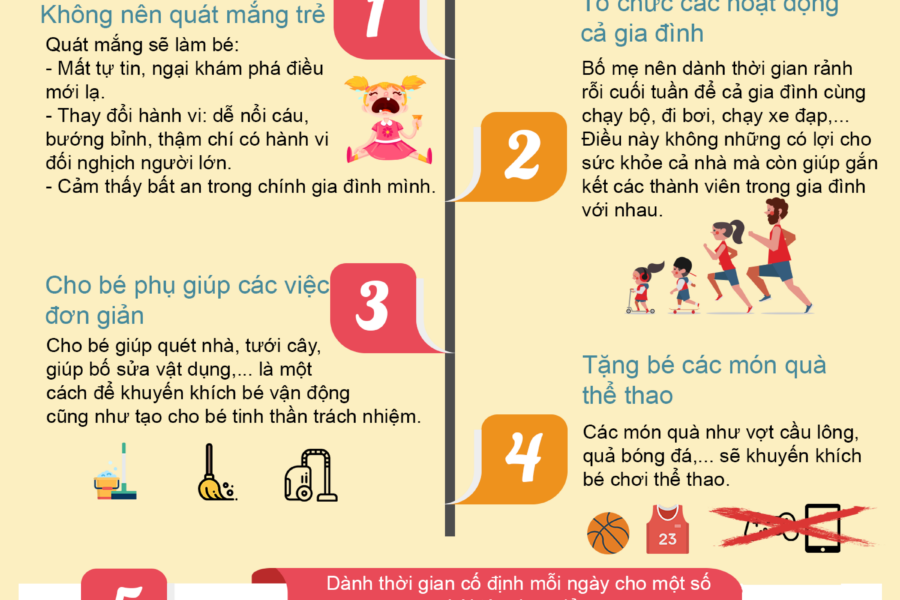 Không nên quát mắng trẻ
1
Quát mắng sẽ làm bé:
- Mất tự tin, ngại khám phá điều
mới lạ.
- Thay đổi hành vi: dễ nổi cáu,
bướng bỉnh, thậm chí có hành vi
đối nghịch người lớn.
- Cảm thấy bất an trong chính gia đình mình.
Tổ chức các hoạt động
cả gia đình
2
Bố mẹ nên dành thời gian rảnh
rỗi cuối tuần để cả gia đình cùng
chạy bộ, đi bơi, chạy xe đạp,...
Điều này không những có lợi cho
sức khỏe cả nhà mà còn giúp gắn
kết các thành viên trong gia đình
với nhau.
Cho bé phụ giúp các việc
đơn giản
3
Cho bé giúp quét nhà, tưới cây,
giúp bố sửa vật dụng,... là một
cách để khuyến khích bé vận động
cũng như tạo cho bé tinh thần trách nhiệm.
Tặng bé các món quà
thể thao
4
Các món quà như vợt cầu lông,
quả bóng đá,... sẽ khuyến khích
bé chơi thể thao.
23
5
Dành thời gian cố định mỗi ngày cho một số